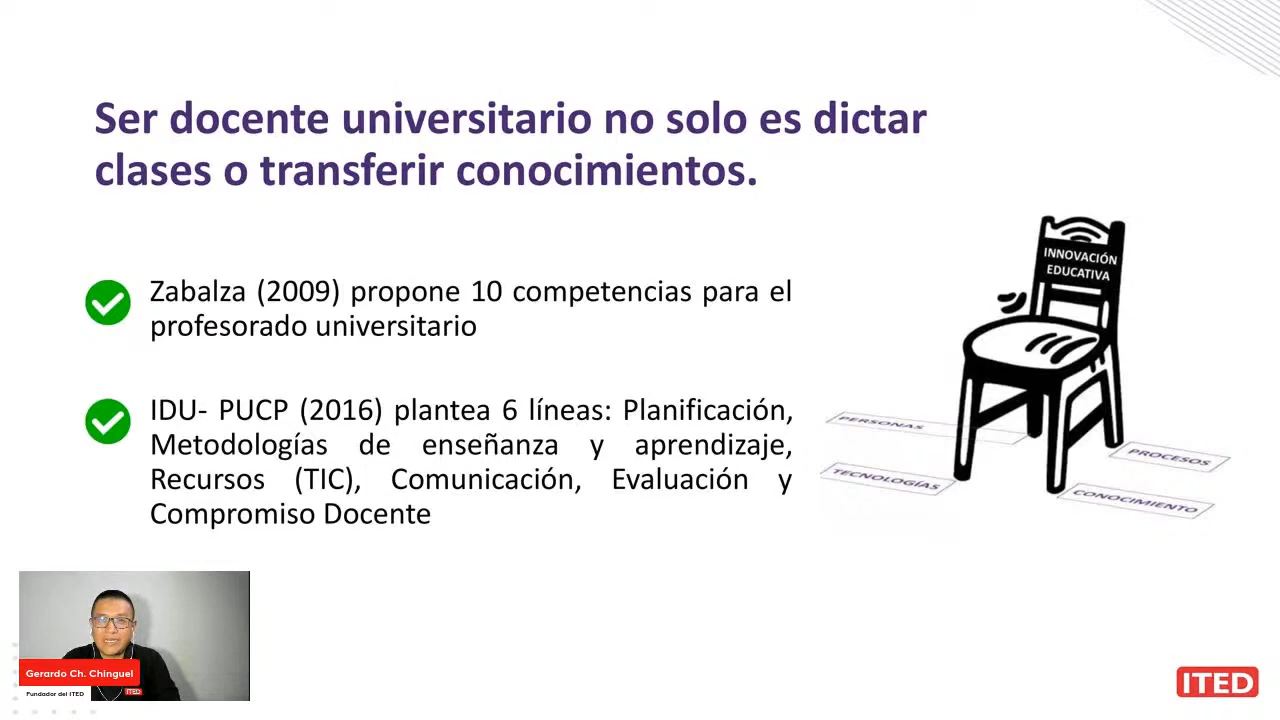 Ser docente universitario no solo es dictar
clases o transferir conocimientos.
Zabalza (2009) propone 10 competencias para el
profesorado universitario
IDU- PUCP (2016) plantea 6 líneas: Planificación,
Metodologías de enseñanza y aprendizaje,
Recursos (TIC), Comunicación, Evaluación y
Compromiso Docente
INNOVACIÓN
EDUCATIVA
PERSONAS
PROCESOS
TECNOLOGÍAS
CONOCIMIENTO
Gerardo Ch. Chinguel
Fundador del ITED
ITED
ITED